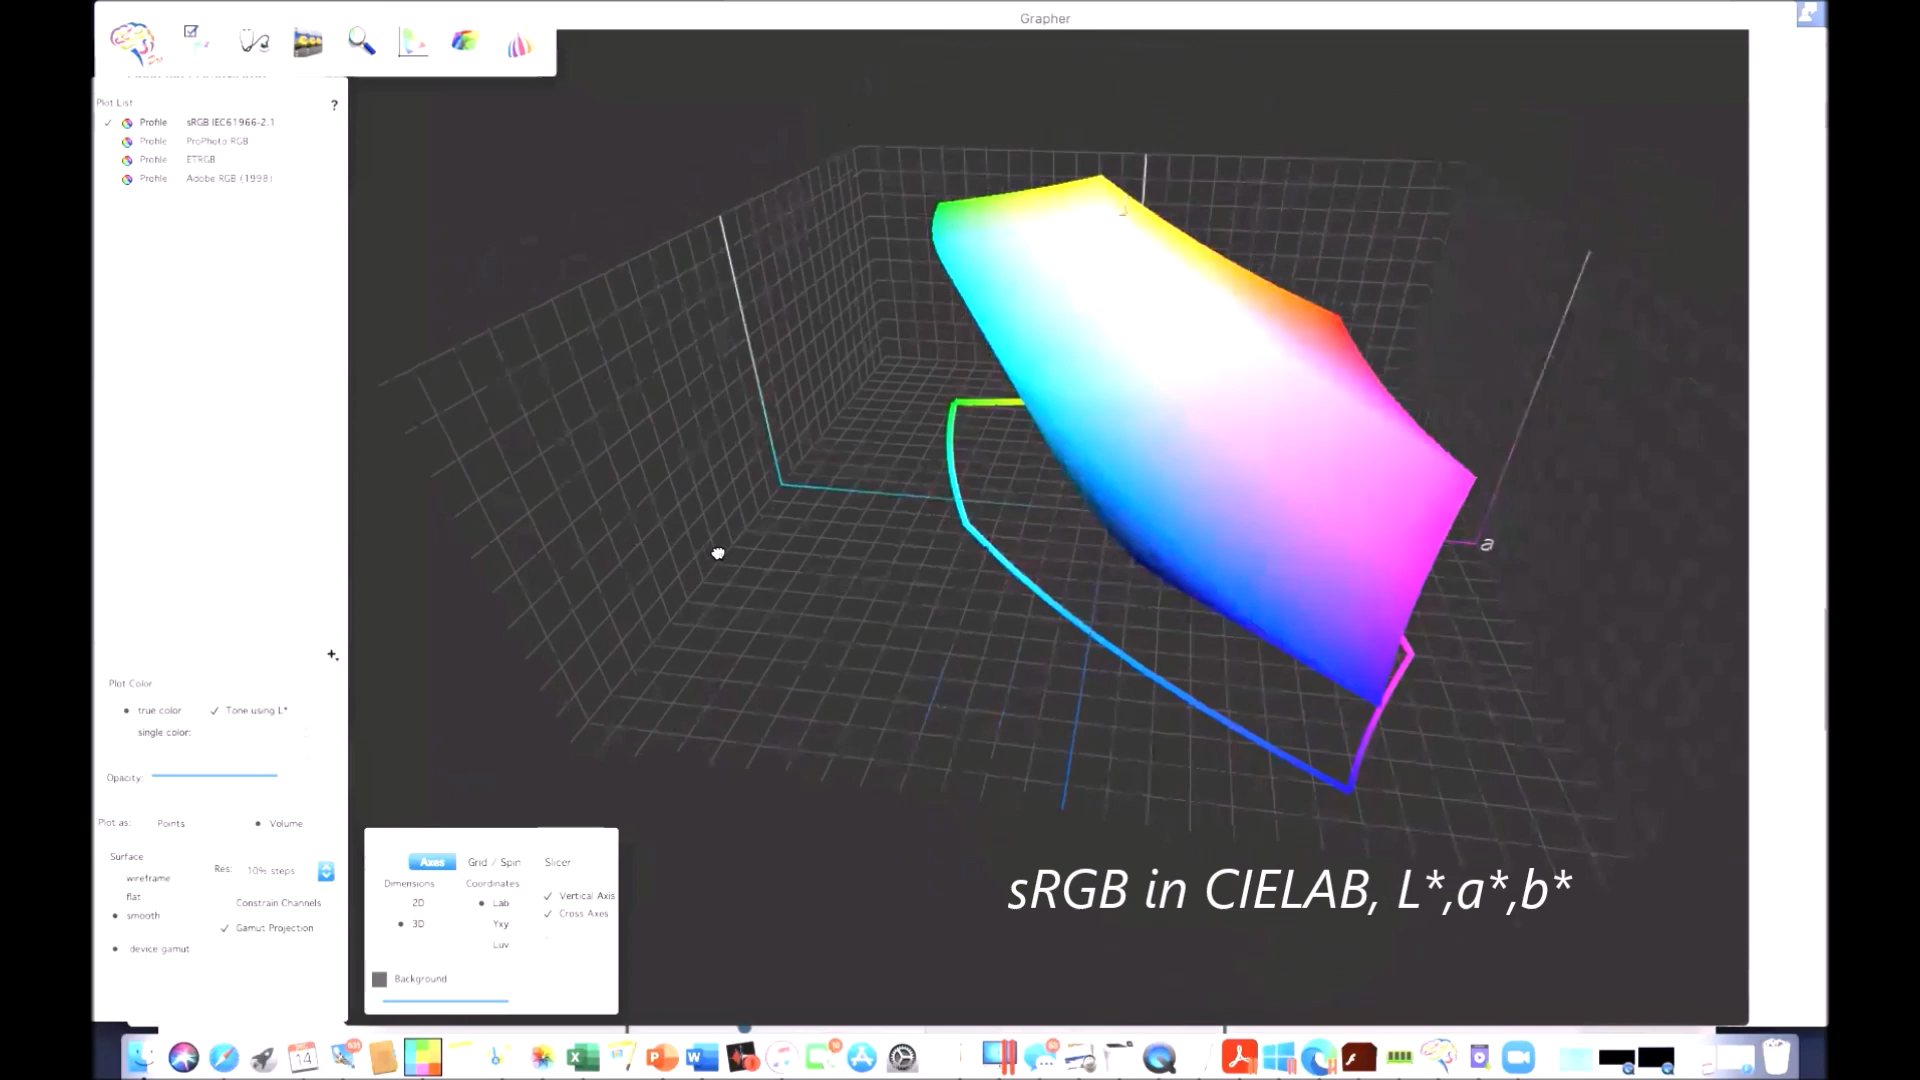 Grapher
Plot List
?
✓ Profile sRGB IEC61966-2.1
Profile ProPhoto RGB
Profile ETRGB
Profile Adobe RGB (1998)
a
Plot Color
true color ✓ Tone using L*
single color:
Opacity:
Plot as: Points Volume
Surface
Res: 10% steps
wireframe
flat
Constrain Channels
smooth
✓ Gamut Projection
device gamut
Axes Grid / Spin Slicer
Dimensions Coordinates
2D Lab ✓ Vertical Axis
3D Yxy ✓ Cross Axes
Luv
Background
sRGB in CIELAB, L*,a*,b*
14